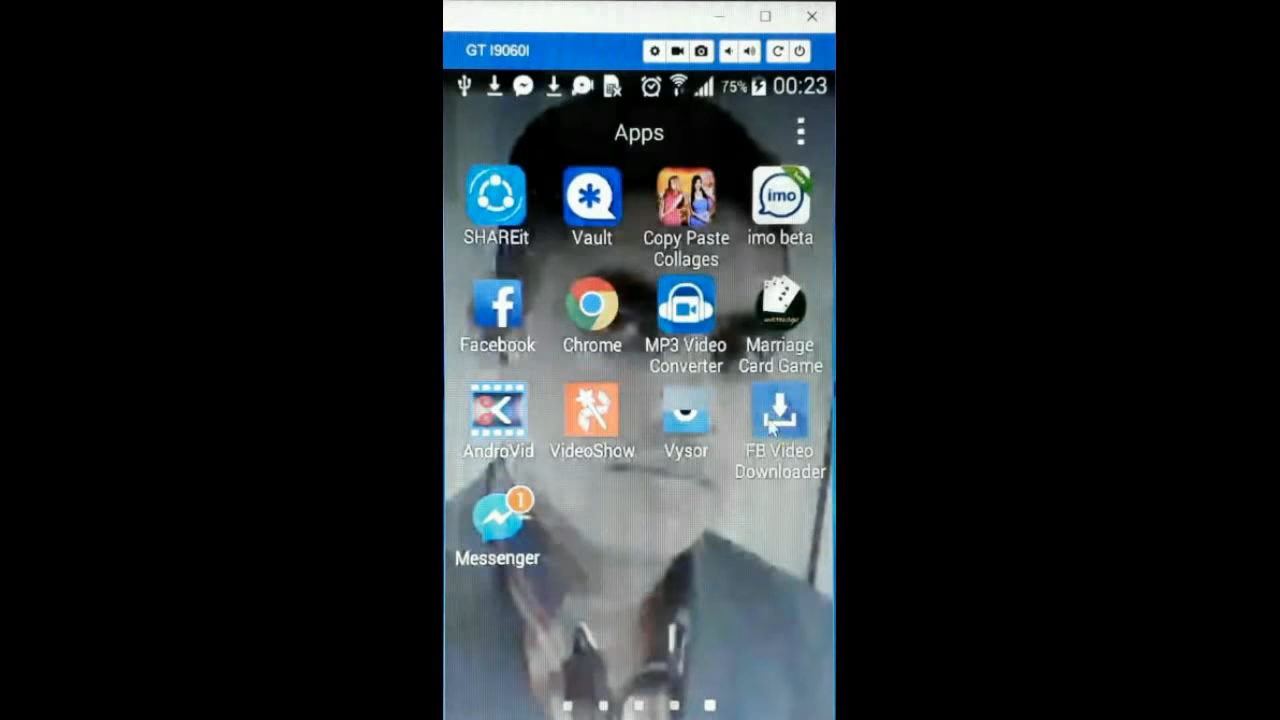 GT I9060I
75% 00:23
Apps
SHAREit
Vault
Copy Paste
Collages
imo
imo beta
Facebook
Chrome
MP3 Video
Converter
Marriage
Card Game
AndroVid
VideoShow
Vysor
FB Video
Downloader
1
Messenger